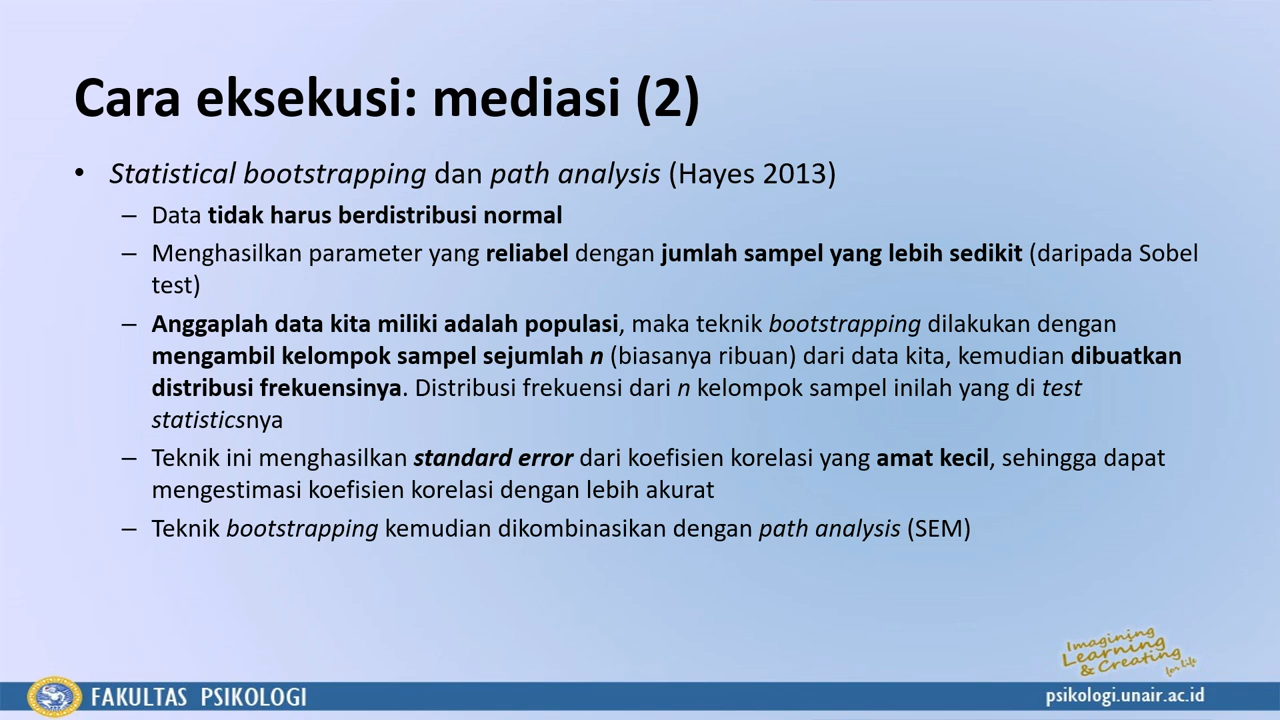 Cara eksekusi: mediasi (2)
• Statistical bootstrapping dan path analysis (Hayes 2013)
– Data tidak harus berdistribusi normal
– Menghasilkan parameter yang reliabel dengan jumlah sampel yang lebih sedikit (daripada Sobel
test)
– Anggaplah data kita miliki adalah populasi, maka teknik bootstrapping dilakukan dengan
mengambil kelompok sampel sejumlah n (biasanya ribuan) dari data kita, kemudian dibuatkan
distribusi frekuensinya. Distribusi frekuensi dari n kelompok sampel inilah yang di test
statisticsnya
– Teknik ini menghasilkan standard error dari koefisien korelasi yang amat kecil, sehingga dapat
mengestimasi koefisien korelasi dengan lebih akurat
– Teknik bootstrapping kemudian dikombinasikan dengan path analysis (SEM)
Imagining
Learning
& Creating
for life
FAKULTAS PSIKOLOGI
psikologi.unair.ac.id